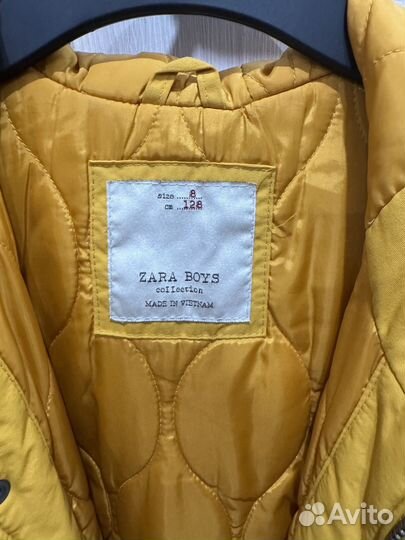 size ..... 8
cm ..... 128
ZARA BOYS
collection
MADE IN VIETNAM
Avito